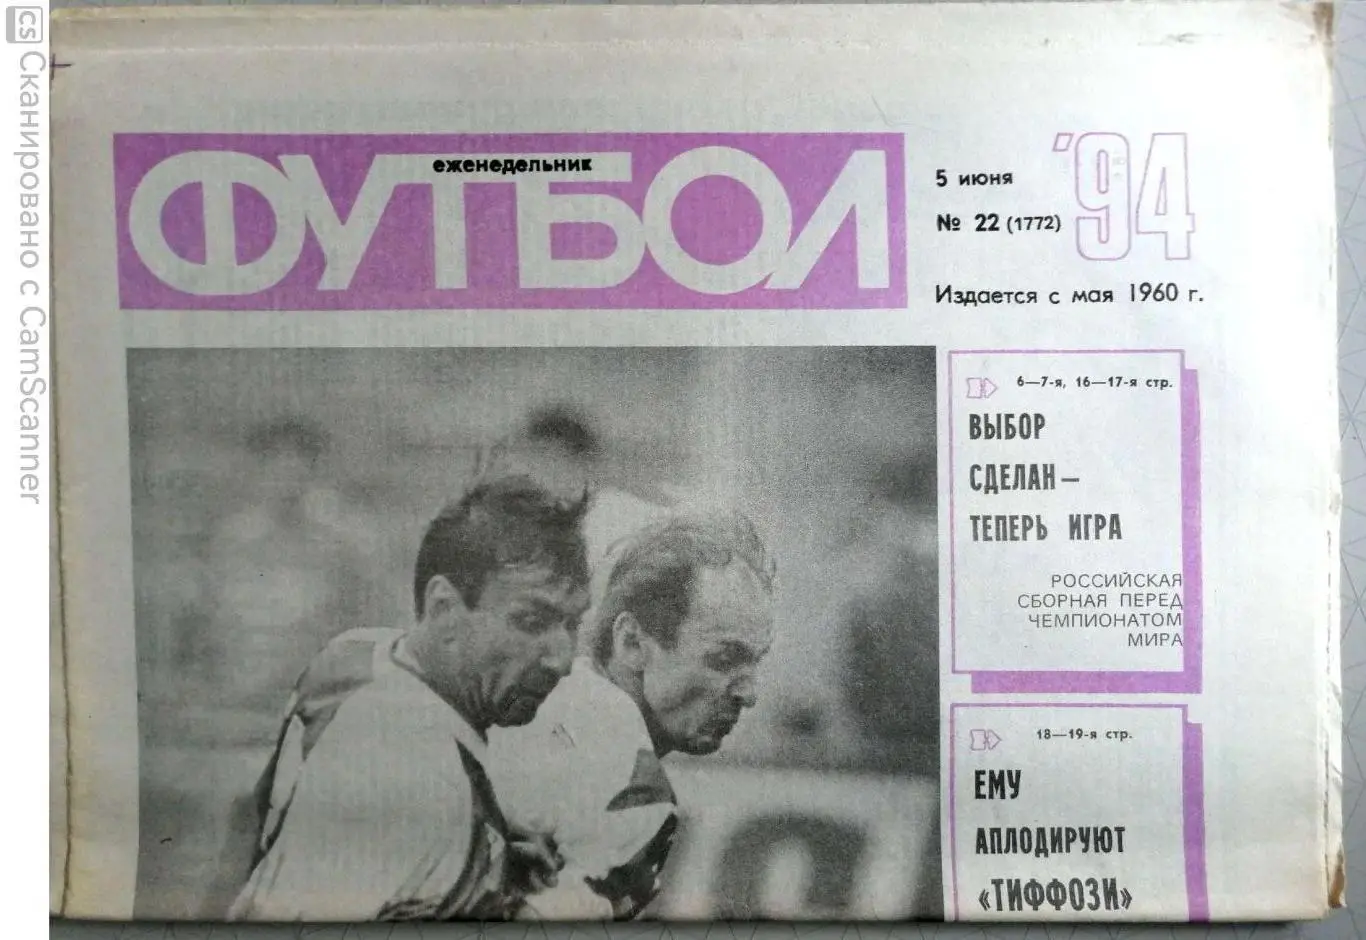 CS Сканировано с CamScanner
еженедельник
ФУТБОЛ
5 июня
№ 22 (1772)
'94
Издается с мая 1960 г.
6—7-я, 16—17-я стр.
ВЫБОР
СДЕЛАН—
ТЕПЕРЬ ИГРА
РОССИЙСКАЯ
СБОРНАЯ ПЕРЕД
ЧЕМПИОНАТОМ
МИРА
18—19-я стр.
ЕМУ
АПЛОДИРУЮТ
«ТИФФОЗИ»